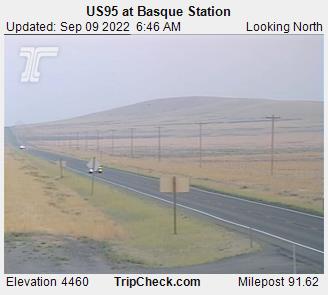 US95 at Basque Station
Updated: Sep 09 2022 6:46 AM Looking North
Elevation 4460 TripCheck.com Milepost 91.62